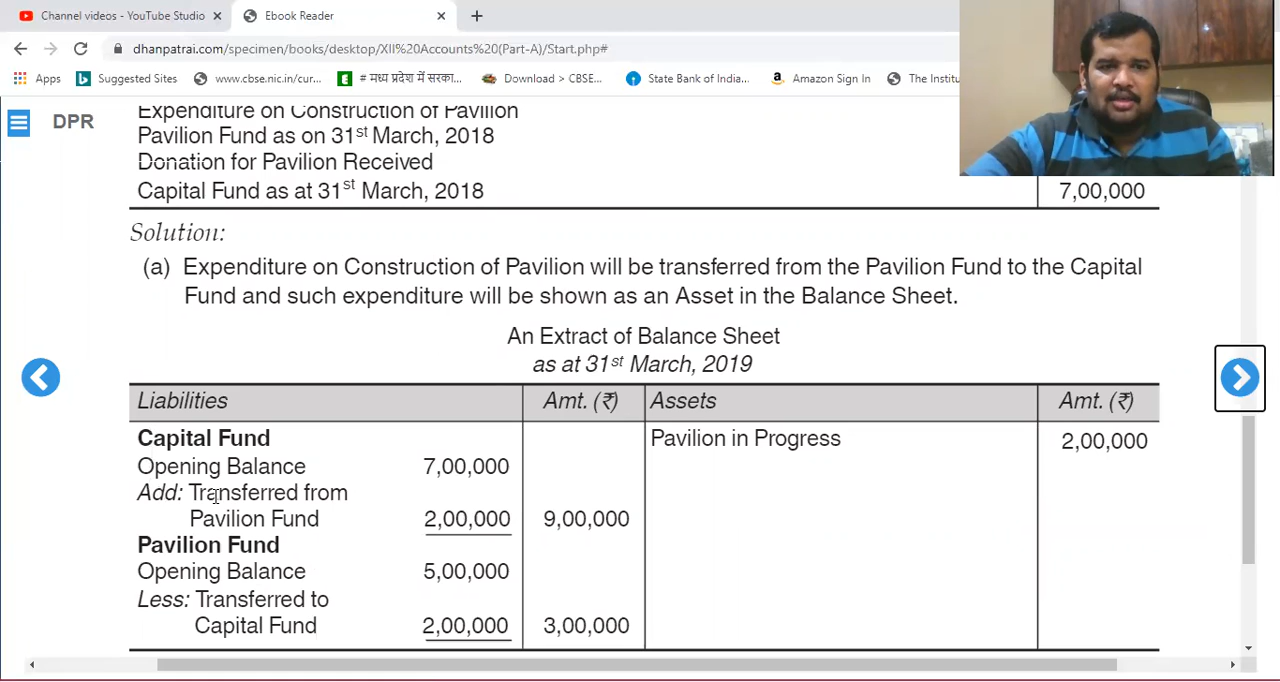 Channel videos - YouTube Studio
Ebook Reader
dhanpatrai.com/specimen/books/desktop/XII%20Accounts%20(Part-A)/Start.php#
Apps Suggested Sites www.cbse.nic.in/cur... # मध्य प्रदेश में सरका... Download > CBSE... State Bank of India... Amazon Sign In The Institu
DPR
Expenditure on Construction of Pavilion
Pavilion Fund as on 31st March, 2018
Donation for Pavilion Received
Capital Fund as at 31st March, 2018 7,00,000
Solution:
(a) Expenditure on Construction of Pavilion will be transferred from the Pavilion Fund to the Capital
Fund and such expenditure will be shown as an Asset in the Balance Sheet.
An Extract of Balance Sheet
as at 31st March, 2019
Liabilities Amt. (₹) Assets Amt. (₹)
Capital Fund Pavilion in Progress 2,00,000
Opening Balance 7,00,000
Add: Transferred from
Pavilion Fund 2,00,000 9,00,000
Pavilion Fund
Opening Balance 5,00,000
Less: Transferred to
Capital Fund 2,00,000 3,00,000